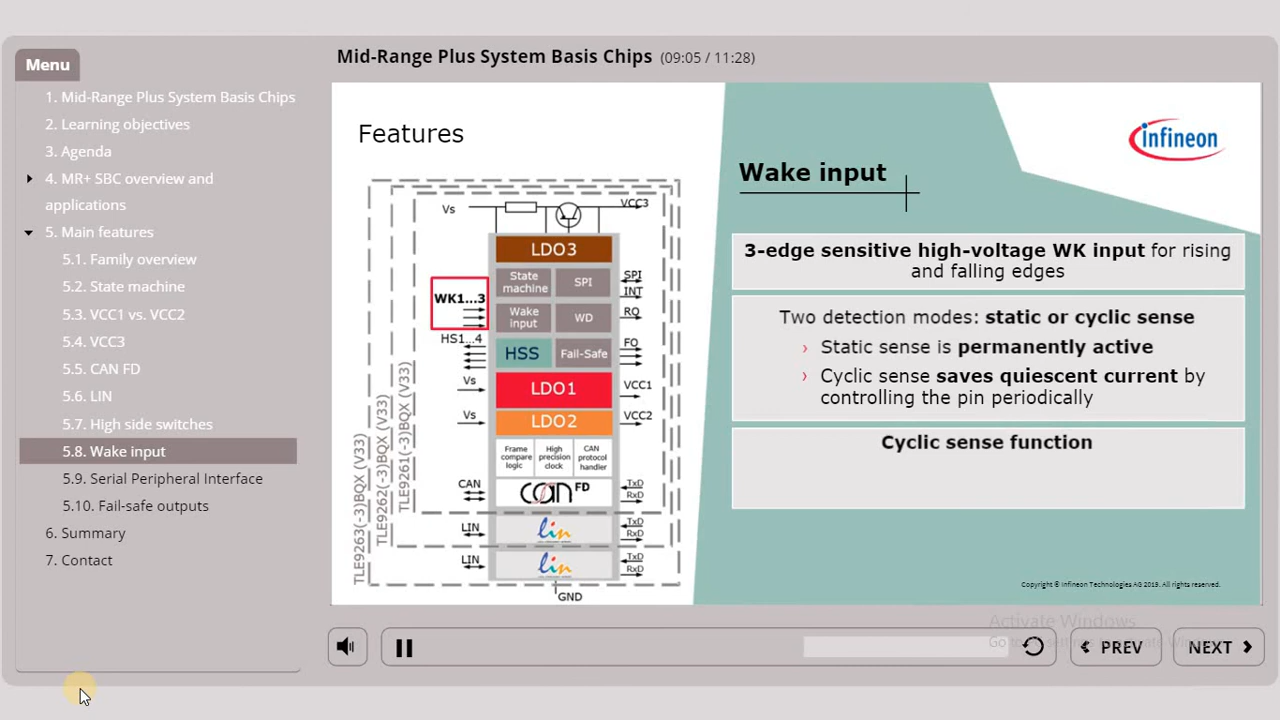 Mid-Range Plus System Basis Chips (09:05 / 11:28)
Menu
1. Mid-Range Plus System Basis Chips
2. Learning objectives
3. Agenda
4. MR+ SBC overview and
applications
5. Main features
5.1. Family overview
5.2. State machine
5.3. VCC1 vs. VCC2
5.4. VCC3
5.5. CAN FD
5.6. LIN
5.7. High side switches
5.8. Wake input
5.9. Serial Peripheral Interface
5.10. Fail-safe outputs
6. Summary
7. Contact
Features
infineon
Vs
VCC3
LDO3
State
machine
SPI
SPI
INT
WK1...3
Wake
input
WD
RO
HS1...4
HSS
Fail-Safe
FO
Vs
LDO1
VCC1
Vs
LDO2
VCC2
Frame
compare
logic
High
precision
clock
CAN
protocol
handler
CAN
CAN FD
TxD
RxD
LIN
lin
TxD
RxD
LIN
lin
TxD
RxD
GND
TLE9263(-3)BQX (V33)
TLE9262(-3)BQX (V33)
TLE9261(-3)BQX (V33)
Wake input
3-edge sensitive high-voltage WK input for rising
and falling edges
Two detection modes: static or cyclic sense
› Static sense is permanently active
› Cyclic sense saves quiescent current by
controlling the pin periodically
Cyclic sense function
Copyright © Infineon Technologies AG 2019. All rights reserved.
Activate Windows
PREV
NEXT